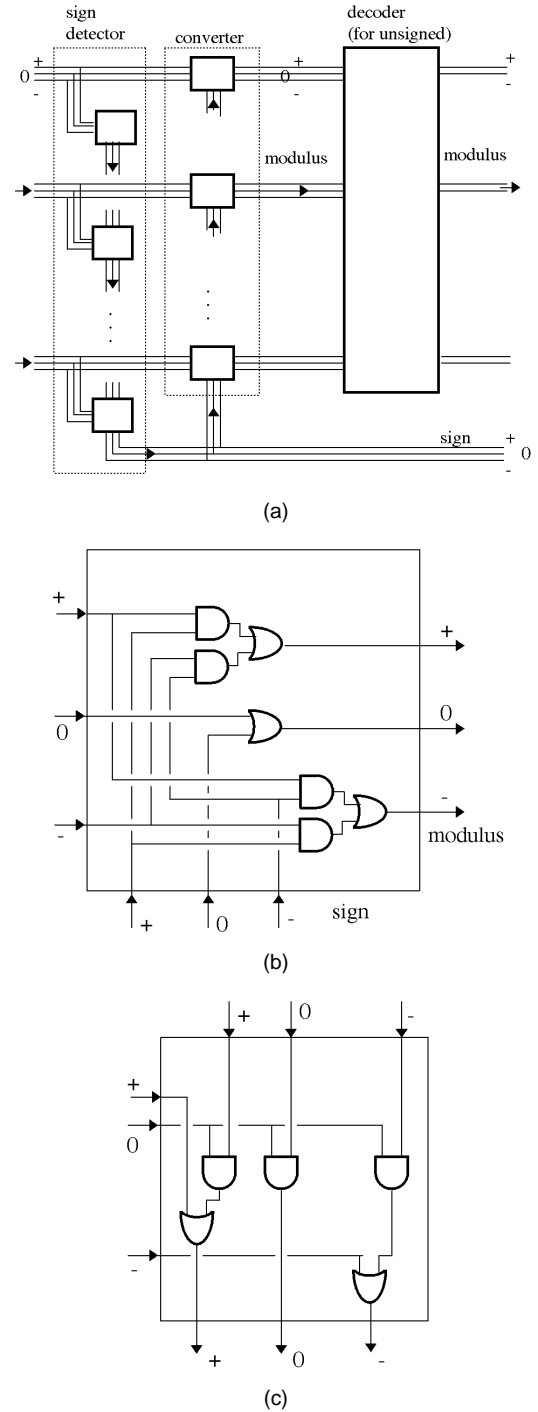 sign
detector
converter
decoder
(for unsigned)
+
0
-
+
0
-
+
-
modulus
modulus
. . .
. . .
sign
+
0
-
(a)
+
+
0
0
-
-
modulus
+
0
-
sign
(b)
+
0
-
+
0
-
+
0
-
(c)